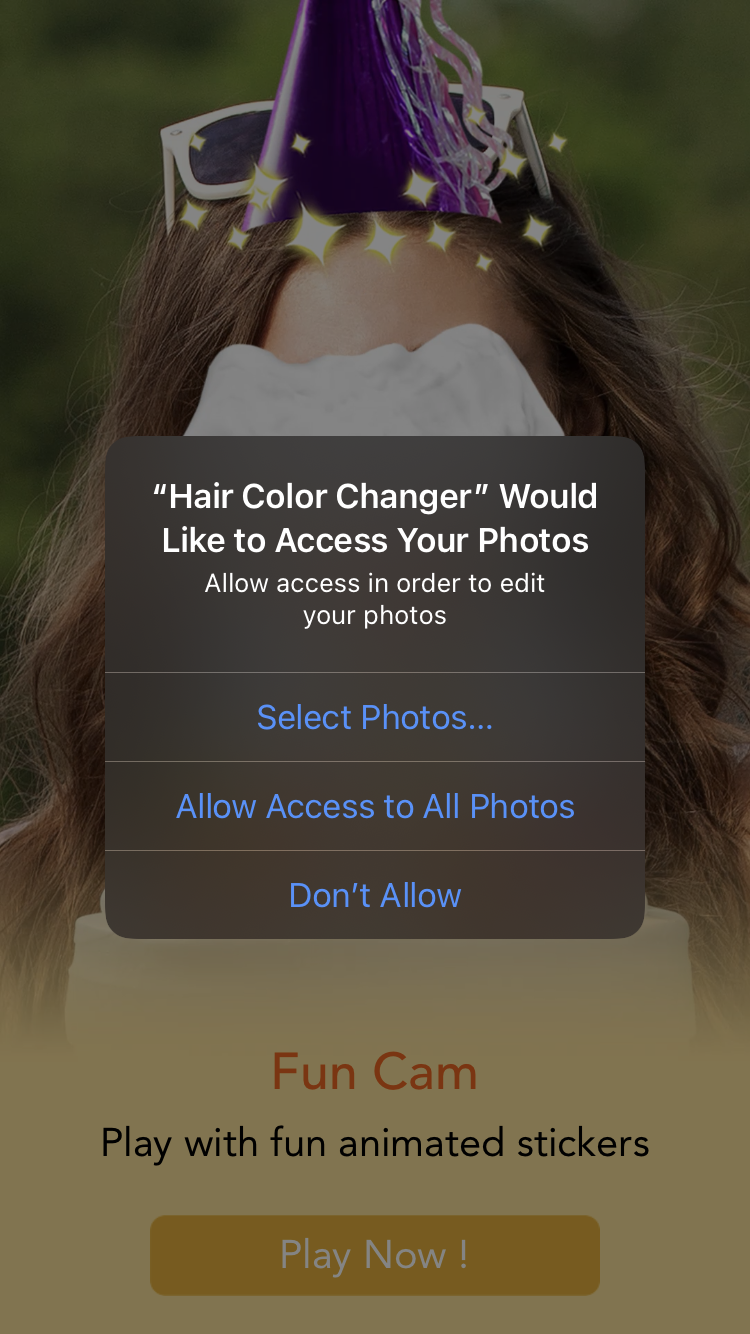 “Hair Color Changer” Would
Like to Access Your Photos
Allow access in order to edit
your photos
Select Photos...
Allow Access to All Photos
Don’t Allow
Fun Cam
Play with fun animated stickers
Play Now !